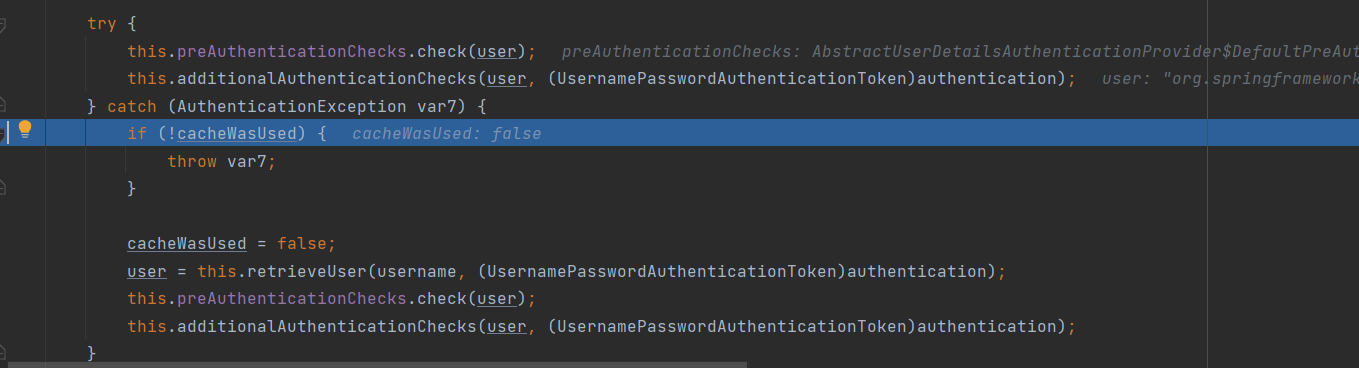 try {
this.preAuthenticationChecks.check(user); preAuthenticationChecks: AbstractUserDetailsAuthenticationProvider$DefaultPreAut
this.additionalAuthenticationChecks(user, (UsernamePasswordAuthenticationToken)authentication); user: "org.springframework
} catch (AuthenticationException var7) {
if (!cacheWasUsed) { cacheWasUsed: false
throw var7;
}
cacheWasUsed = false;
user = this.retrieveUser(username, (UsernamePasswordAuthenticationToken)authentication);
this.preAuthenticationChecks.check(user);
this.additionalAuthenticationChecks(user, (UsernamePasswordAuthenticationToken)authentication);
}